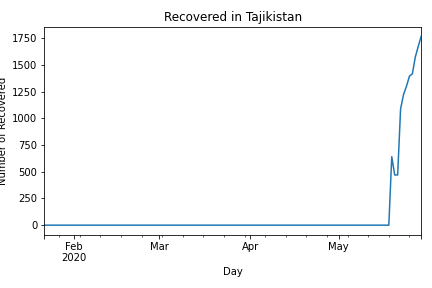 Recovered in Tajikistan
Number of Recovered
1750
1500
1250
1000
750
500
250
0
Feb
2020
Mar
Apr
May
Day